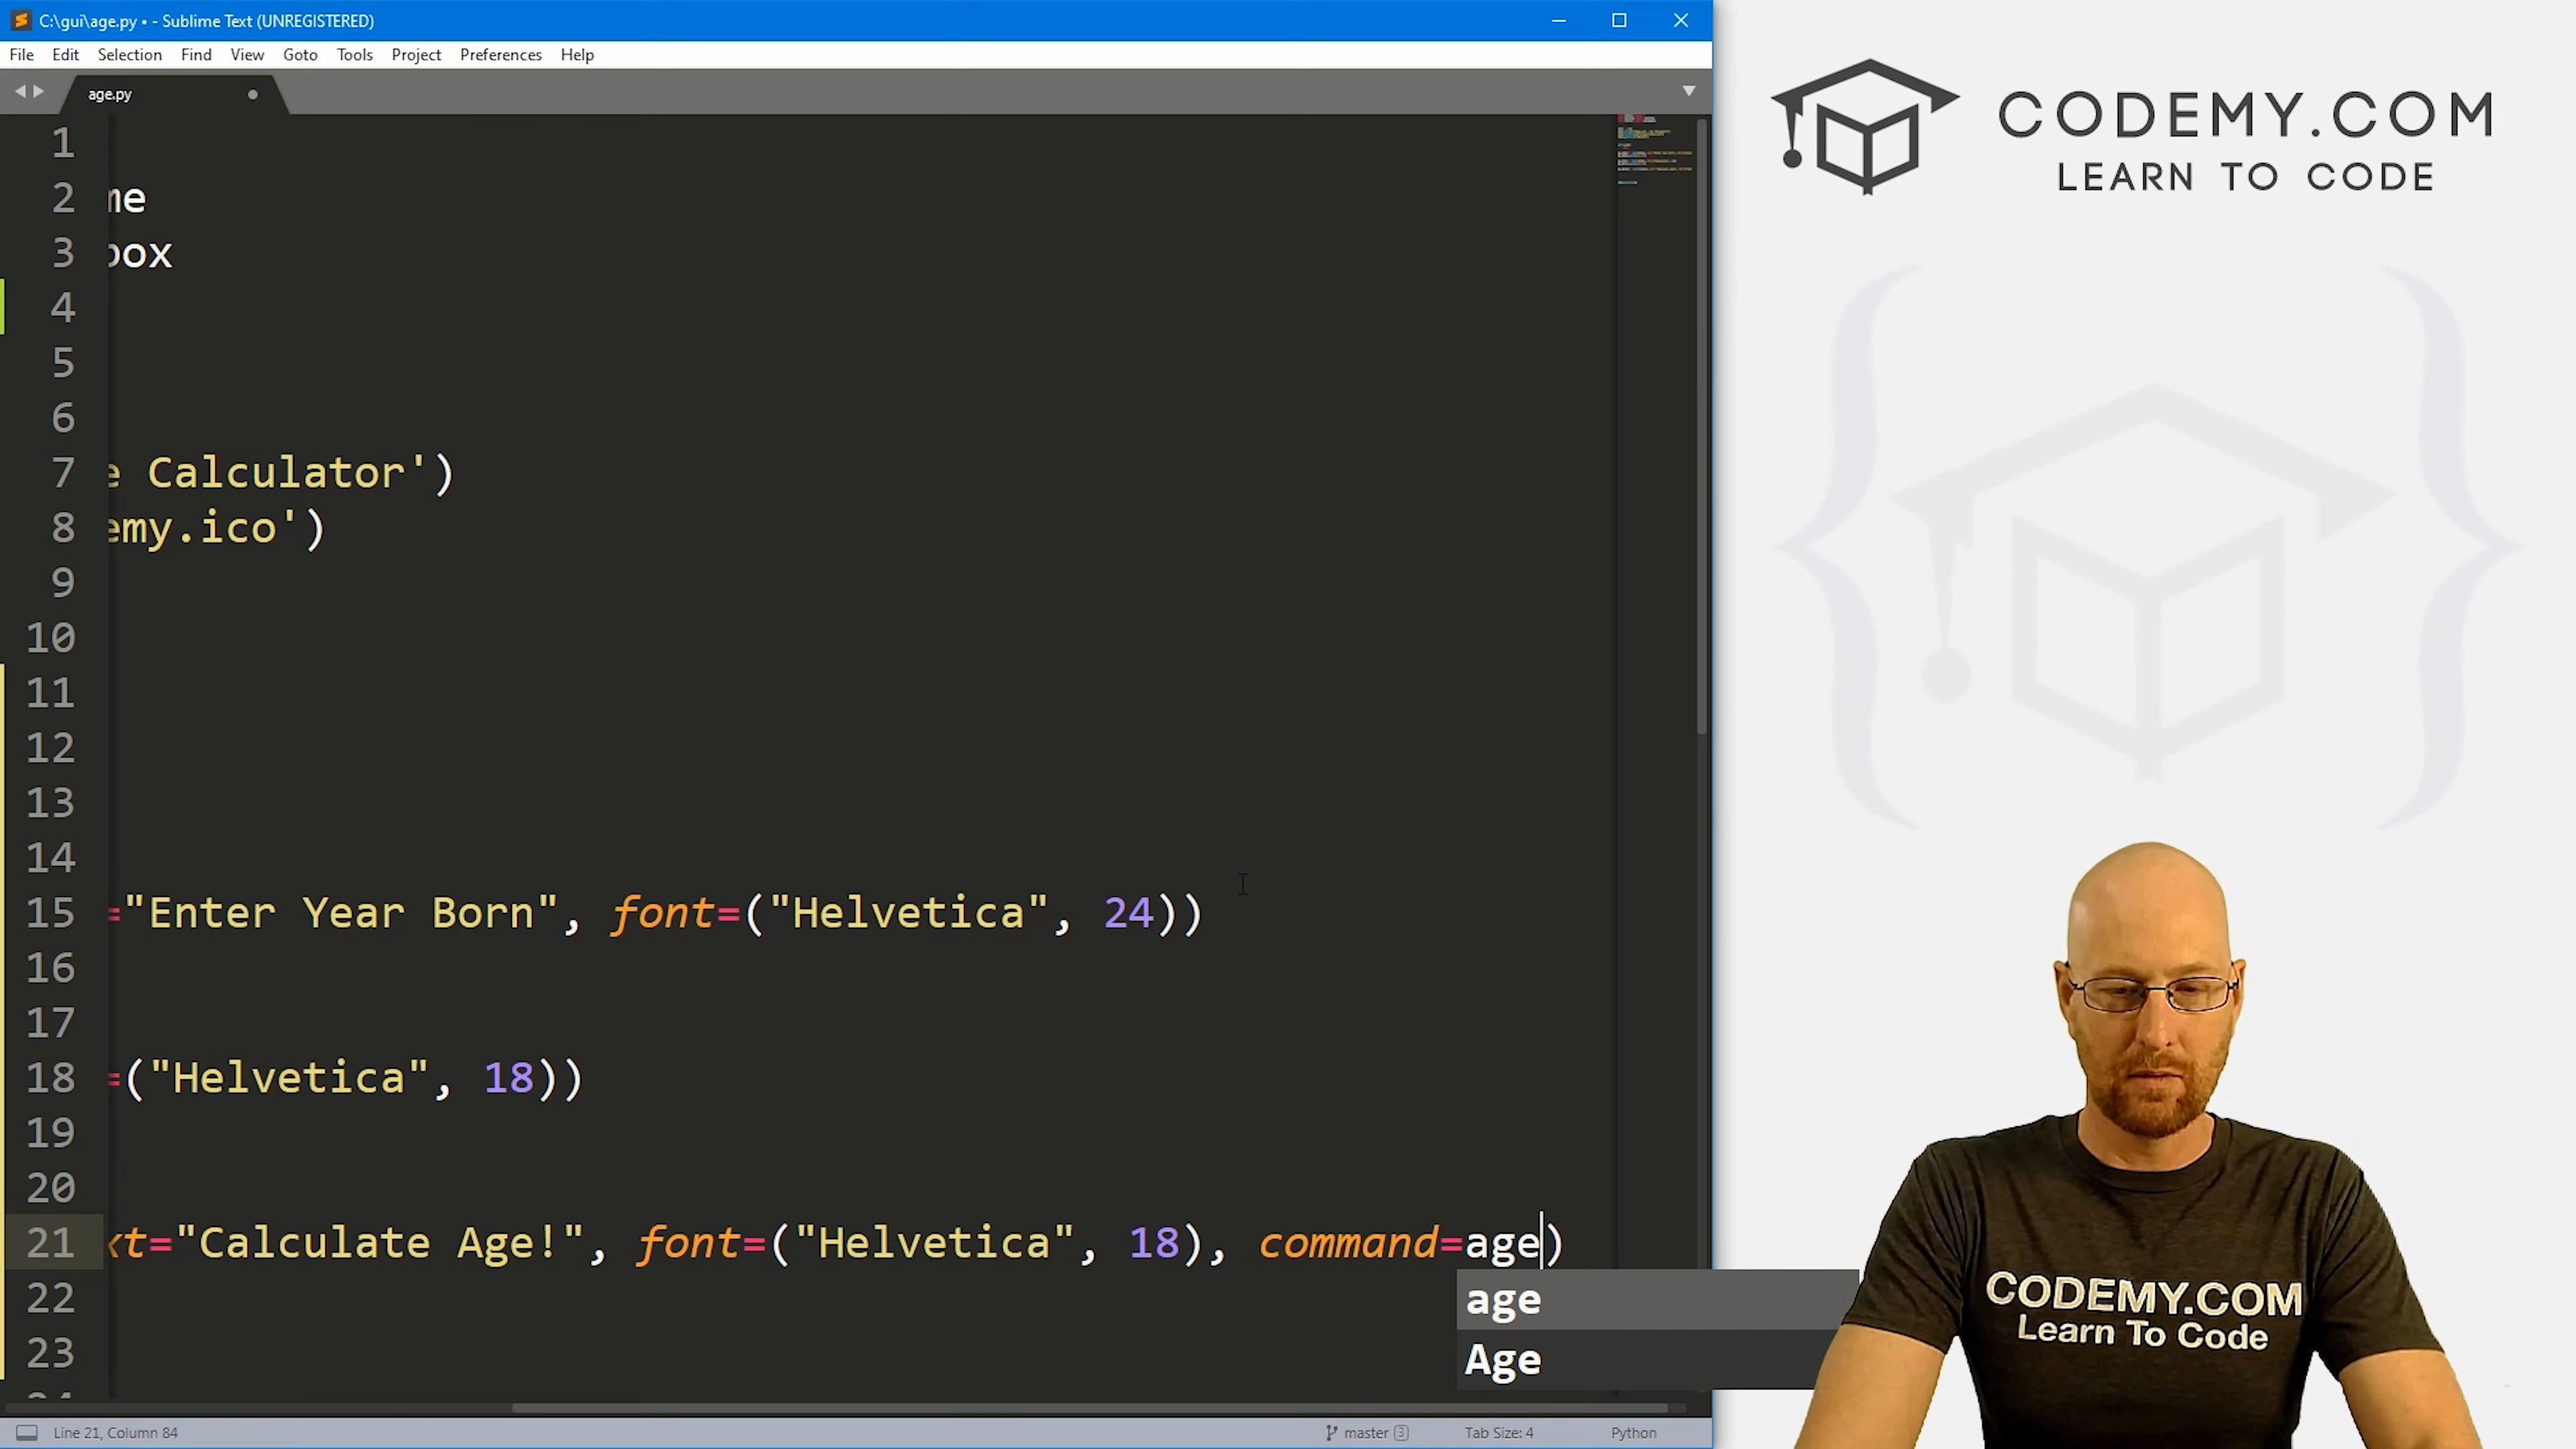 C:\gui\age.py • - Sublime Text (UNREGISTERED)
File Edit Selection Find View Goto Tools Project Preferences Help
age.py
1
2 me
3 box
4
5
6
7 e Calculator')
8 emy.ico')
9
10
11
12
13
14
15 ="Enter Year Born", font=("Helvetica", 24))
16
17
18 =("Helvetica", 18))
19
20
21 xt="Calculate Age!", font=("Helvetica", 18), command=age)
age
22
Age
23
24
Line 21, Column 84 master 3 Tab Size: 4 Python
CODEMY.COM
LEARN TO CODE
CODEMY.COM
Learn To Code